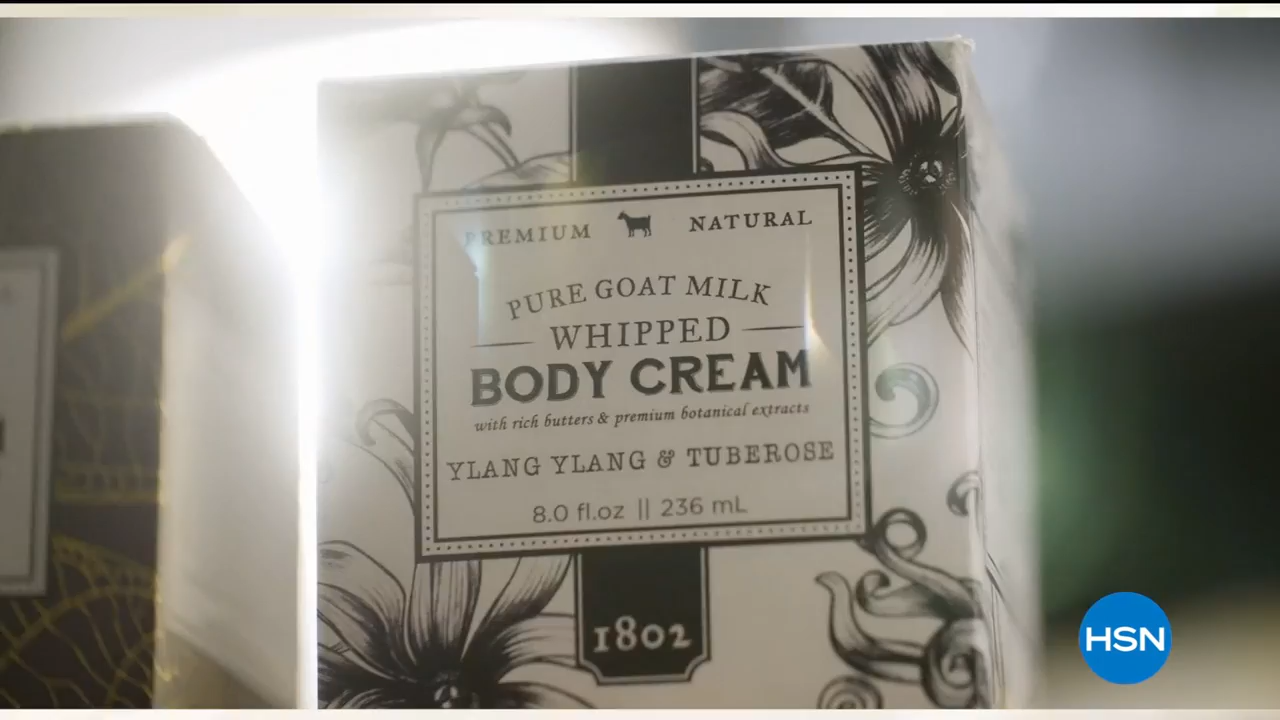 PREMIUM NATURAL
PURE GOAT MILK
WHIPPED
BODY CREAM
with rich butters & premium botanical extracts
YLANG YLANG & TUBEROSE
8.0 fl.oz || 236 mL
1802
HSN